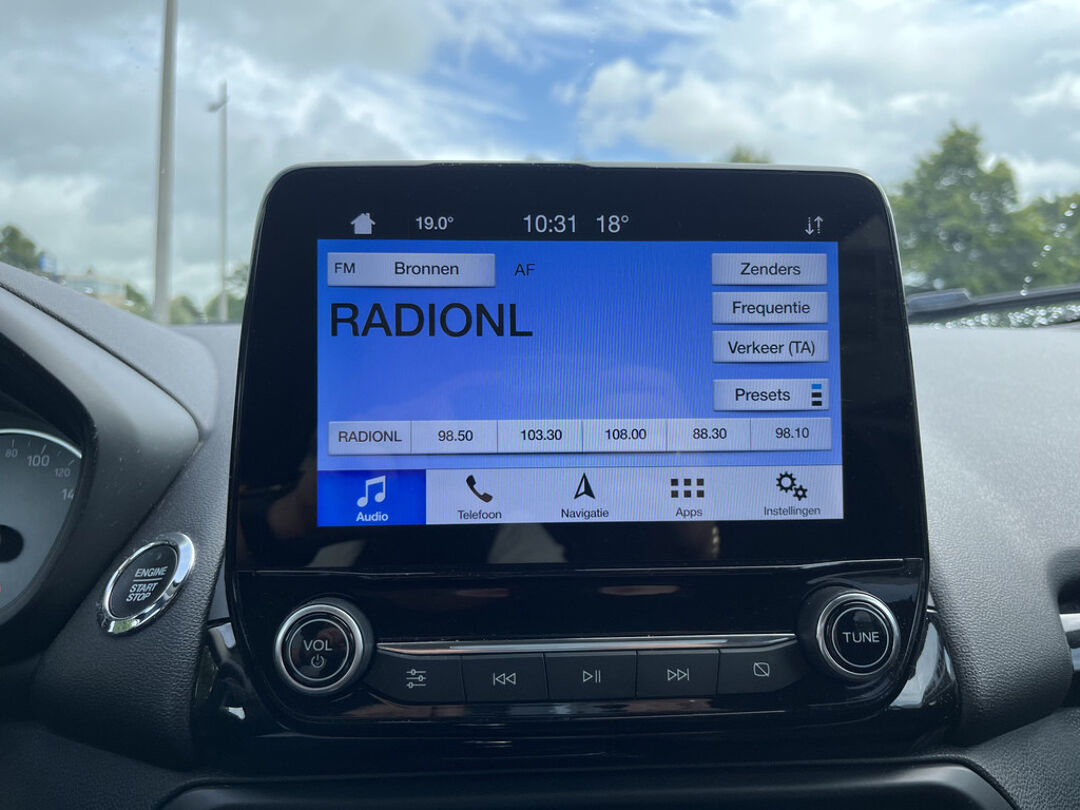 19.0° 10:31 18°
FM Bronnen AF Zenders
RADIONL
Frequentie
Verkeer (TA)
Presets
RADIONL 98.50 103.30 108.00 88.30 98.10
Audio Telefoon Navigatie Apps Instellingen
80 100 120
ENGINE
START
STOP
VOL
TUNE